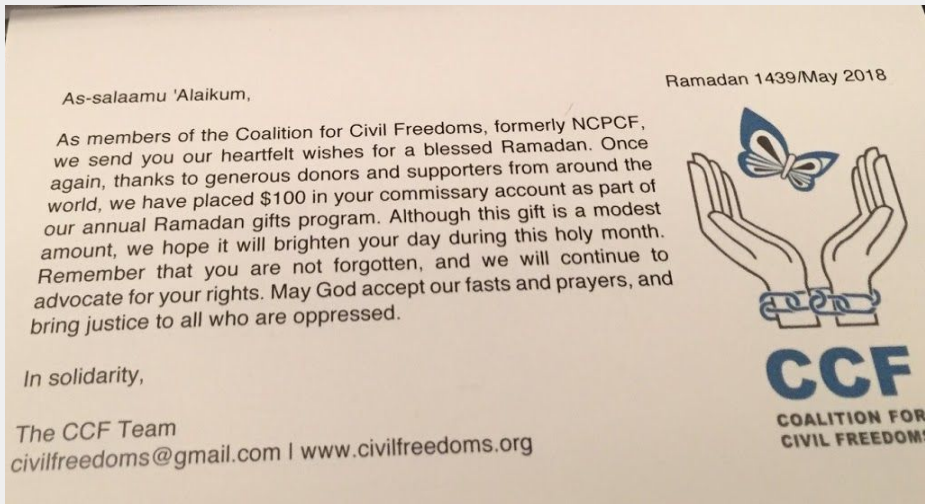 Ramadan 1439/May 2018
As-salaamu 'Alaikum,
As members of the Coalition for Civil Freedoms, formerly NCPCF,
we send you our heartfelt wishes for a blessed Ramadan. Once
again, thanks to generous donors and supporters from around the
world, we have placed $100 in your commissary account as part of
our annual Ramadan gifts program. Although this gift is a modest
amount, we hope it will brighten your day during this holy month.
Remember that you are not forgotten, and we will continue to
advocate for your rights. May God accept our fasts and prayers, and
bring justice to all who are oppressed.
In solidarity,
The CCF Team
civilfreedoms@gmail.com | www.civilfreedoms.org
CCF
COALITION FOR
CIVIL FREEDOMS